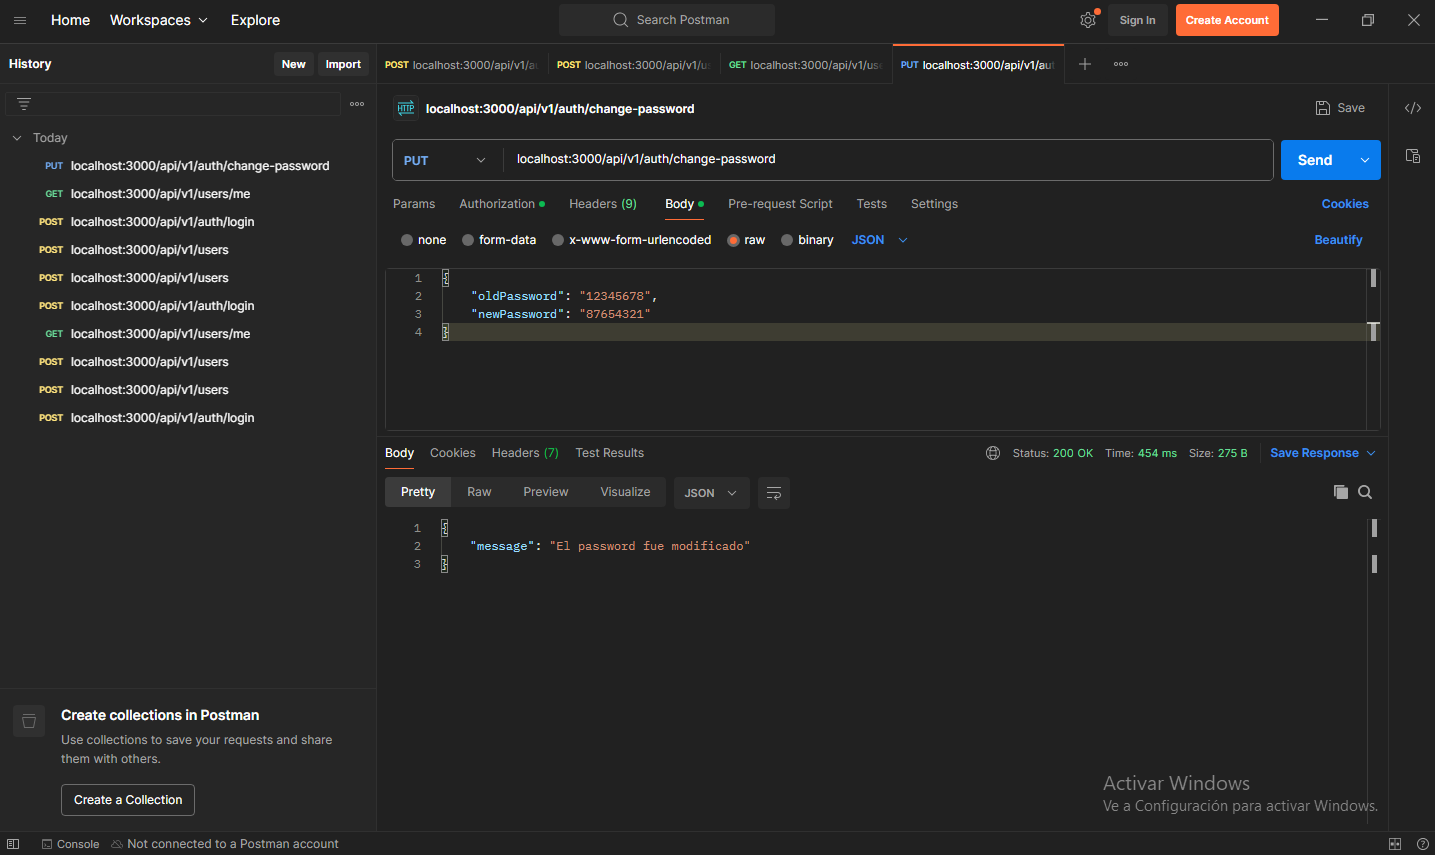 Home Workspaces Explore Search Postman Sign In Create Account
History New Import
POST localhost:3000/api/v1/a POST localhost:3000/api/v1/u GET localhost:3000/api/v1/use PUT localhost:3000/api/v1/aut
HTTP localhost:3000/api/v1/auth/change-password Save
Today
PUT localhost:3000/api/v1/auth/change-password
GET localhost:3000/api/v1/users/me
POST localhost:3000/api/v1/auth/login
POST localhost:3000/api/v1/users
POST localhost:3000/api/v1/users
POST localhost:3000/api/v1/auth/login
GET localhost:3000/api/v1/users/me
POST localhost:3000/api/v1/users
POST localhost:3000/api/v1/users
POST localhost:3000/api/v1/auth/login
PUT localhost:3000/api/v1/auth/change-password Send
Params Authorization Headers (9) Body Pre-request Script Tests Settings Cookies
none form-data x-www-form-urlencoded raw binary JSON Beautify
1 {
2 "oldPassword": "12345678",
3 "newPassword": "87654321"
4 }
Body Cookies Headers (7) Test Results Status: 200 OK Time: 454 ms Size: 275 B Save Response
Pretty Raw Preview Visualize JSON
1 {
2 "message": "El password fue modificado"
3 }
Create collections in Postman
Use collections to save your requests and share
them with others.
Create a Collection
Activar Windows
Ve a Configuración para activar Windows.
Console Not connected to a Postman account